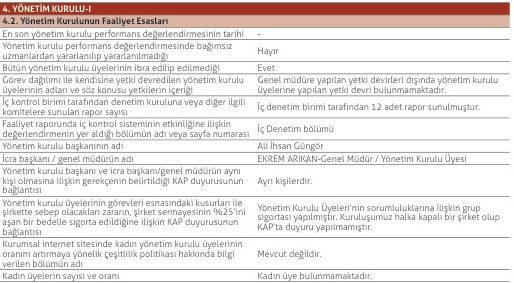 4. YÖNETİM KURULU-I
4.2. Yönetim Kurulunun Faaliyet Esasları
En son yönetim kurulu performans değerlendirmesinin tarihi
-
Yönetim kurulu performans değerlendirmesinde bağımsız
uzmanlardan yararlanılıp yararlanılmadığı
Hayır
Bütün yönetim kurulu üyelerinin ibra edilip edilmediği
Evet
Görev dağılımı ile kendisine yetki devredilen yönetim kurulu
üyelerinin adları ve söz konusu yetkilerin içeriği
Genel müdüre yapılan yetki devirleri dışında yönetim kurulu
üyelerine yapılan yetki devri bulunmamaktadır.
İç kontrol birimi tarafından denetim kuruluna veya diğer ilgili
komitelere sunulan rapor sayısı
İç denetim birimi tarafından 12 adet rapor sunulmuştur.
Faaliyet raporunda iç kontrol sisteminin etkinliğine ilişkin
değerlendirmenin yer aldığı bölümün adı veya sayfa numarası
İç Denetim bölümü
Yönetim kurulu başkanının adı
Ali İhsan Güngör
İcra başkanı / genel müdürün adı
EKREM ARIKAN-Genel Müdür / Yönetim Kurulu Üyesi
Yönetim kurulu başkanı ve icra başkanı/genel müdürün aynı
kişi olmasına ilişkin gerekçenin belirtildiği KAP duyurusunun
bağlantısı
Ayrı kişilerdir.
Yönetim kurulu üyelerinin görevleri esnasındaki kusurları ile
şirkette sebep olacakları zararın, şirket sermayesinin %25'ini
aşan bir bedelle sigorta edildiğine ilişkin KAP duyurusunun
bağlantısı
Yönetim Kurulu Üyeleri'nin sorumluluklarına ilişkin grup
sigortası yapılmıştır. Kuruluşumuz halka kapalı bir şirket olup
KAP'ta duyuru yapılmamıştır.
Kurumsal internet sitesinde kadın yönetim kurulu üyelerinin
oranını artırmaya yönelik çeşitlilik politikası hakkında bilgi
verilen bölümün adı
Mevcut değildir.
Kadın üyelerin sayısı ve oranı
Kadın üye bulunmamaktadır.